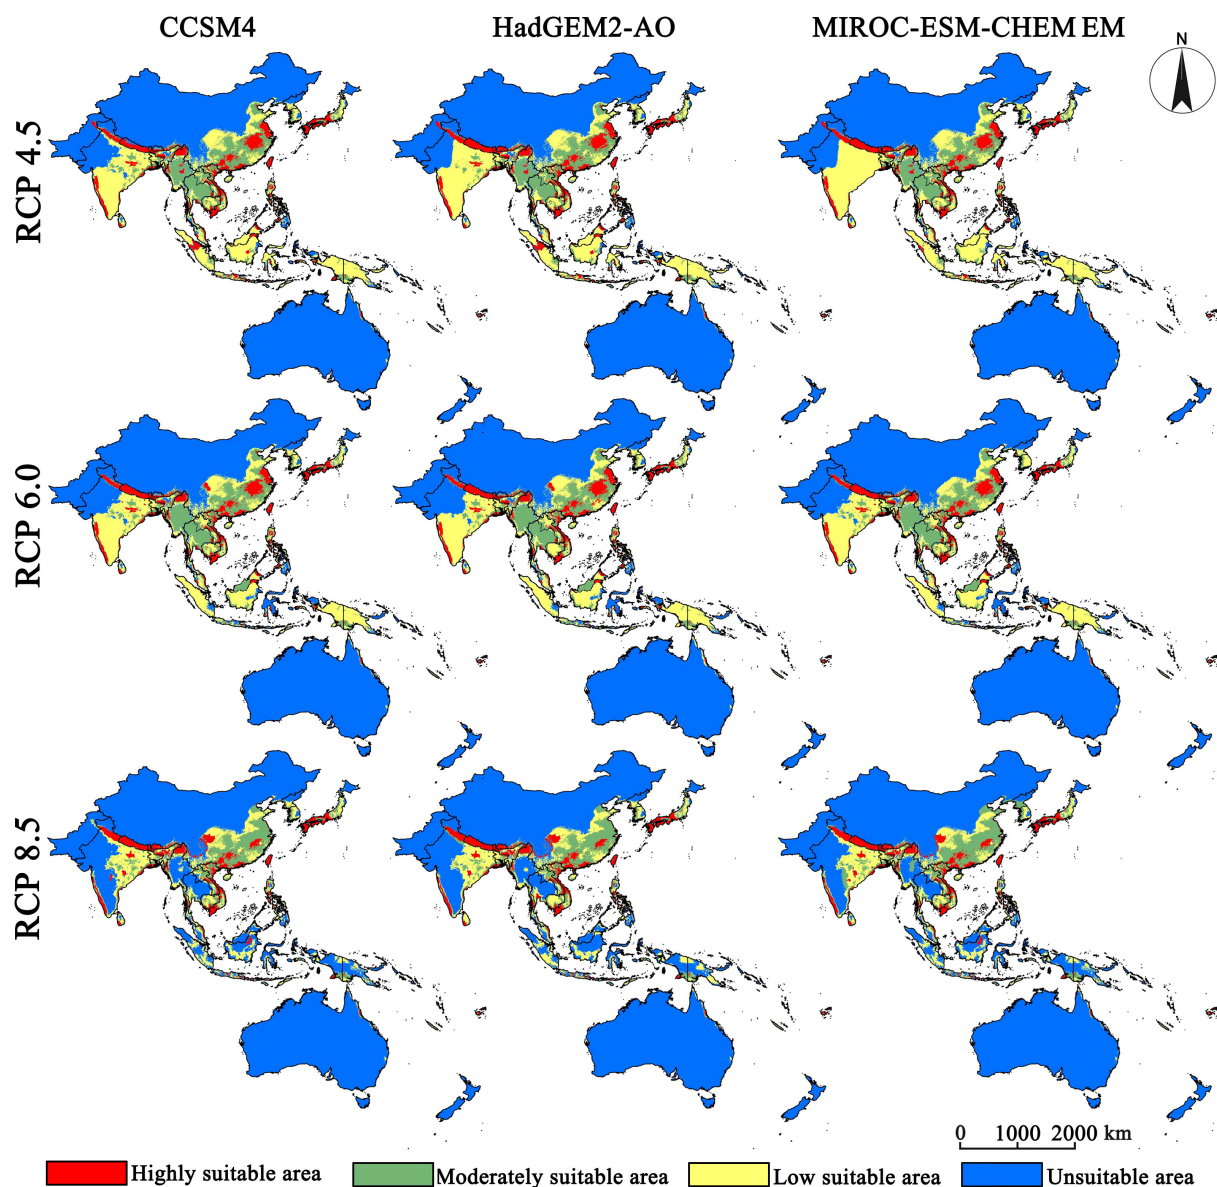 CCSM4
HadGEM2-AO
MIROC-ESM-CHEM EM
N
RCP 4.5
RCP 6.0
RCP 8.5
0 1000 2000 km
Highly suitable area
Moderately suitable area
Low suitable area
Unsuitable area